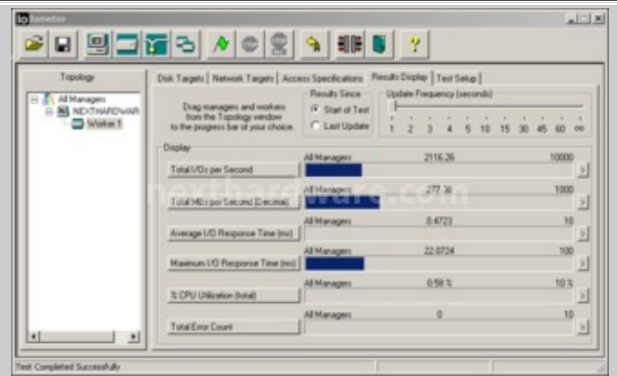 Iometer
Topology
All Managers
NEXTHARDWAR
Worker 1
Disk Targets | Network Targets | Access Specifications | Results Display | Test Setup
Drag managers and workers
from the Topology window
to the progress bar of your choice.
Results Since
Start of Test
Last Update
Update Frequency (seconds)
1 2 3 4 5 10 15 30 45 60 ∞
Display
All Managers 2116.26 10000
Total I/Os per Second
All Managers 277.38 1000
Total MBs per Second (Decimal)
All Managers 0.4723 10
Average I/O Response Time (ms)
All Managers 22.0724 100
Maximum I/O Response Time (ms)
All Managers 0.58 % 10 %
% CPU Utilization (total)
All Managers 0 10
Total Error Count
Test Completed Successfully
nexthardware.com